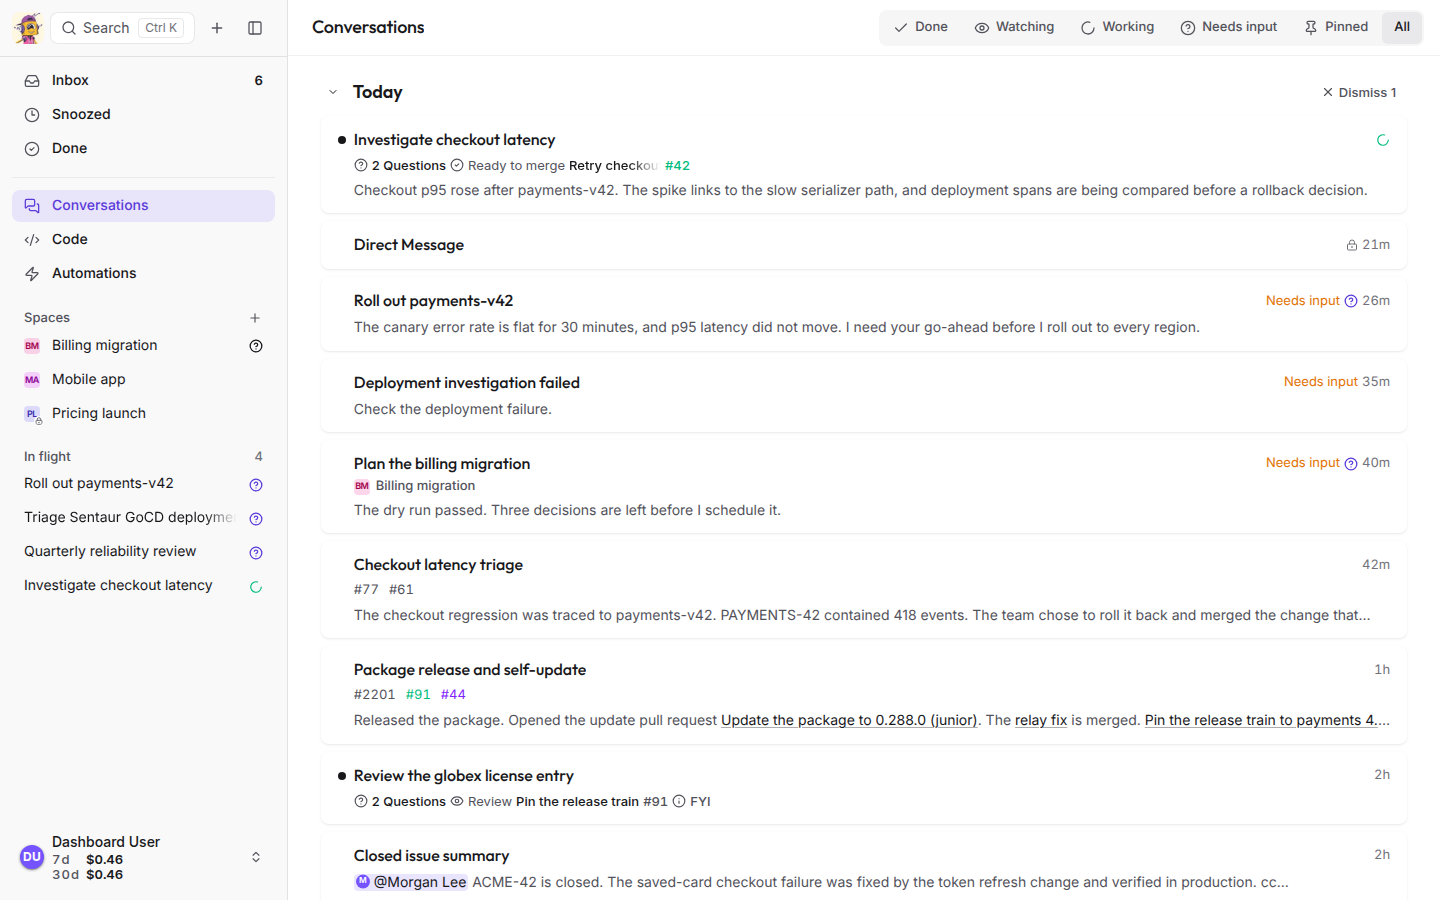 Search Ctrl K
Inbox 6
Snoozed
Done
Conversations
Code
Automations
Spaces
BM Billing migration
MA Mobile app
PL Pricing launch
In flight 4
Roll out payments-v42
Triage Sentaur GoCD deployme
Quarterly reliability review
Investigate checkout latency
DU Dashboard User
7d $0.46
30d $0.46
Conversations
Done Watching Working Needs input Pinned All
Today Dismiss 1
Investigate checkout latency
2 Questions Ready to merge Retry checkou #42
Checkout p95 rose after payments-v42. The spike links to the slow serializer path, and deployment spans are being compared before a rollback decision.
Direct Message 21m
Roll out payments-v42 Needs input 26m
The canary error rate is flat for 30 minutes, and p95 latency did not move. I need your go-ahead before I roll out to every region.
Deployment investigation failed Needs input 35m
Check the deployment failure.
Plan the billing migration Needs input 40m
BM Billing migration
The dry run passed. Three decisions are left before I schedule it.
Checkout latency triage 42m
#77 #61
The checkout regression was traced to payments-v42. PAYMENTS-42 contained 418 events. The team chose to roll it back and merged the change that...
Package release and self-update 1h
#2201 #91 #44
Released the package. Opened the update pull request Update the package to 0.288.0 (junior). The relay fix is merged. Pin the release train to payments 4....
Review the globex license entry 2h
2 Questions Review Pin the release train #91 FYI
Closed issue summary 2h
M @Morgan Lee ACME-42 is closed. The saved-card checkout failure was fixed by the token refresh change and verified in production. cc...